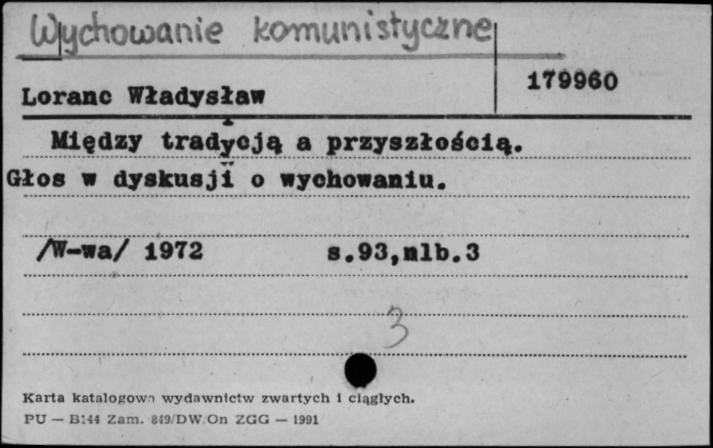 Wychowanie komunistyczne
179960
Loranc Władysław
Między tradycją a przyszłością.
Głos w dyskusji o wychowaniu.
/W-wa/ 1972 s.93,nlb.3
3
Karta katalogowa wydawnictw zwartych i ciągłych.
PU — B144 Zam. 849/DW.On ZGG — 1991